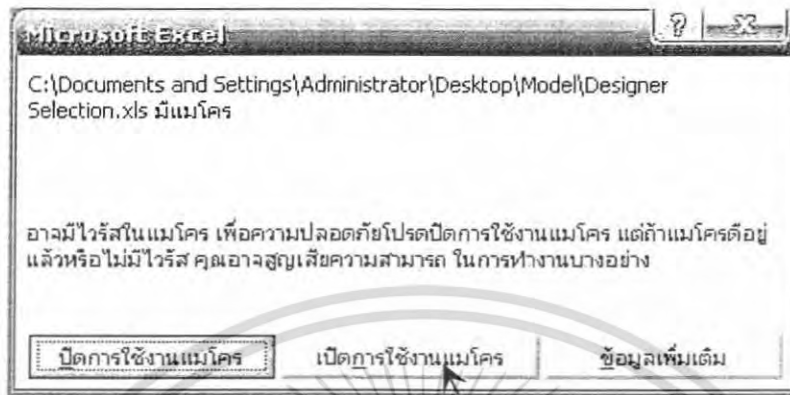 Microsoft Excel
C:\Documents and Settings\Administrator\Desktop\Model\Designer
Selection.xls มีแมโคร
อาจมีไวรัสในแมโคร เพื่อความปลอดภัยโปรดปิดการใช้งานแมโคร แต่ถ้าแมโครดีอยู่
แล้วหรือไม่มีไวรัส คุณอาจสูญเสียความสามารถ ในการทำงานบางอย่าง
ปิดการใช้งานแมโคร เปิดการใช้งานแมโคร ข้อมูลเพิ่มเติม